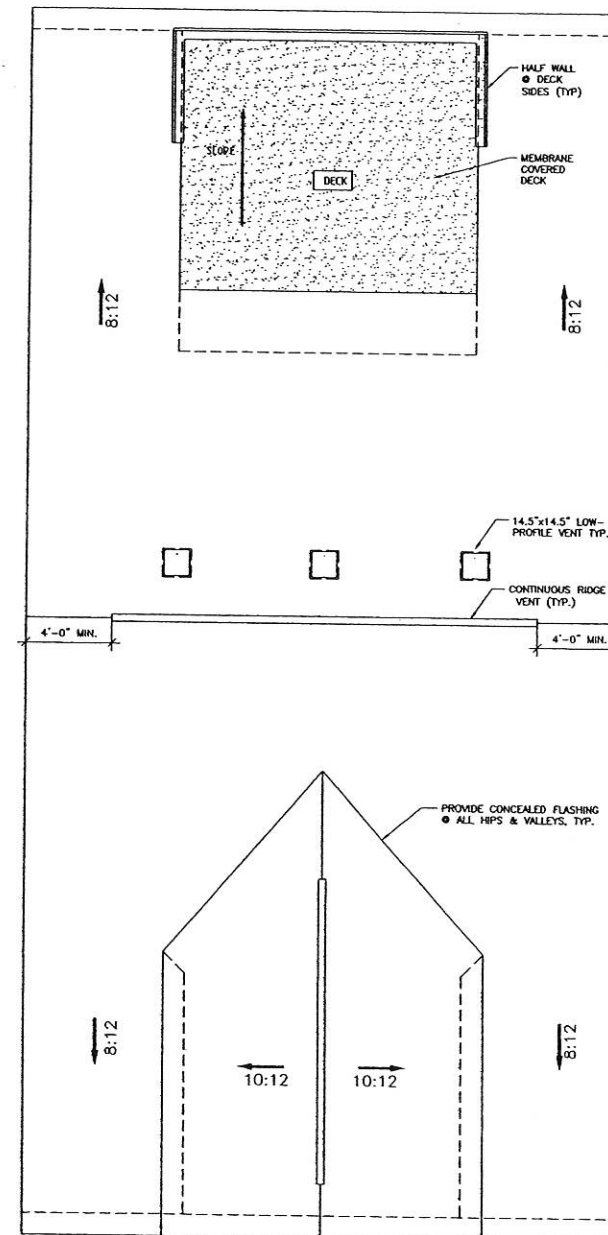 HALF WALL
@ DECK
SIDES (TYP)
SLOPE
MEMBRANE
COVERED
DECK
DECK
8:12
8:12
14.5"x14.5" LOW-
PROFILE VENT TYP.
CONTINUOUS RIDGE
VENT (TYP.)
4'-0" MIN.
4'-0" MIN.
PROVIDE CONCEALED FLASHING
@ ALL HIPS & VALLEYS, TYP.
8:12
8:12
10:12
10:12